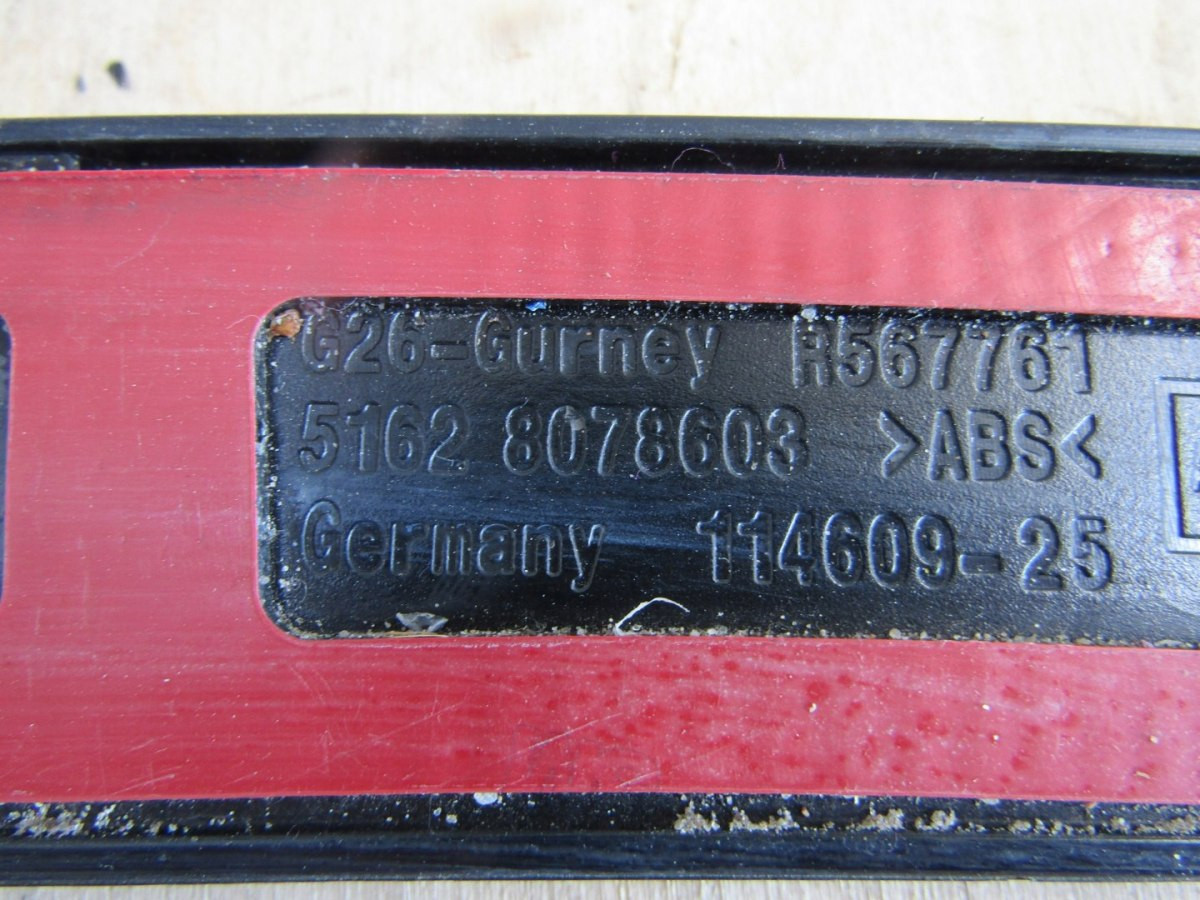 G26-Gurney R567761
5162 8078603 >ABS<
Germany 114609-25